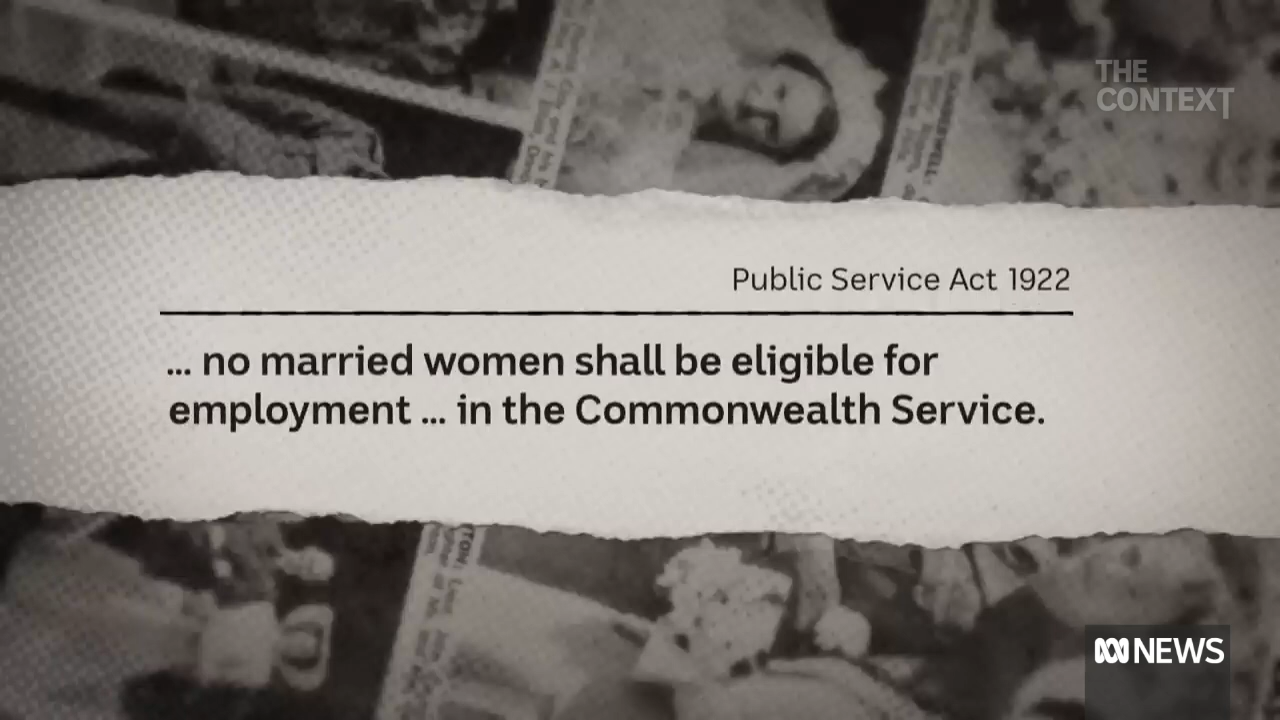 THE
CONTEXT
Public Service Act 1922
... no married women shall be eligible for
employment ... in the Commonwealth Service.
NEWS